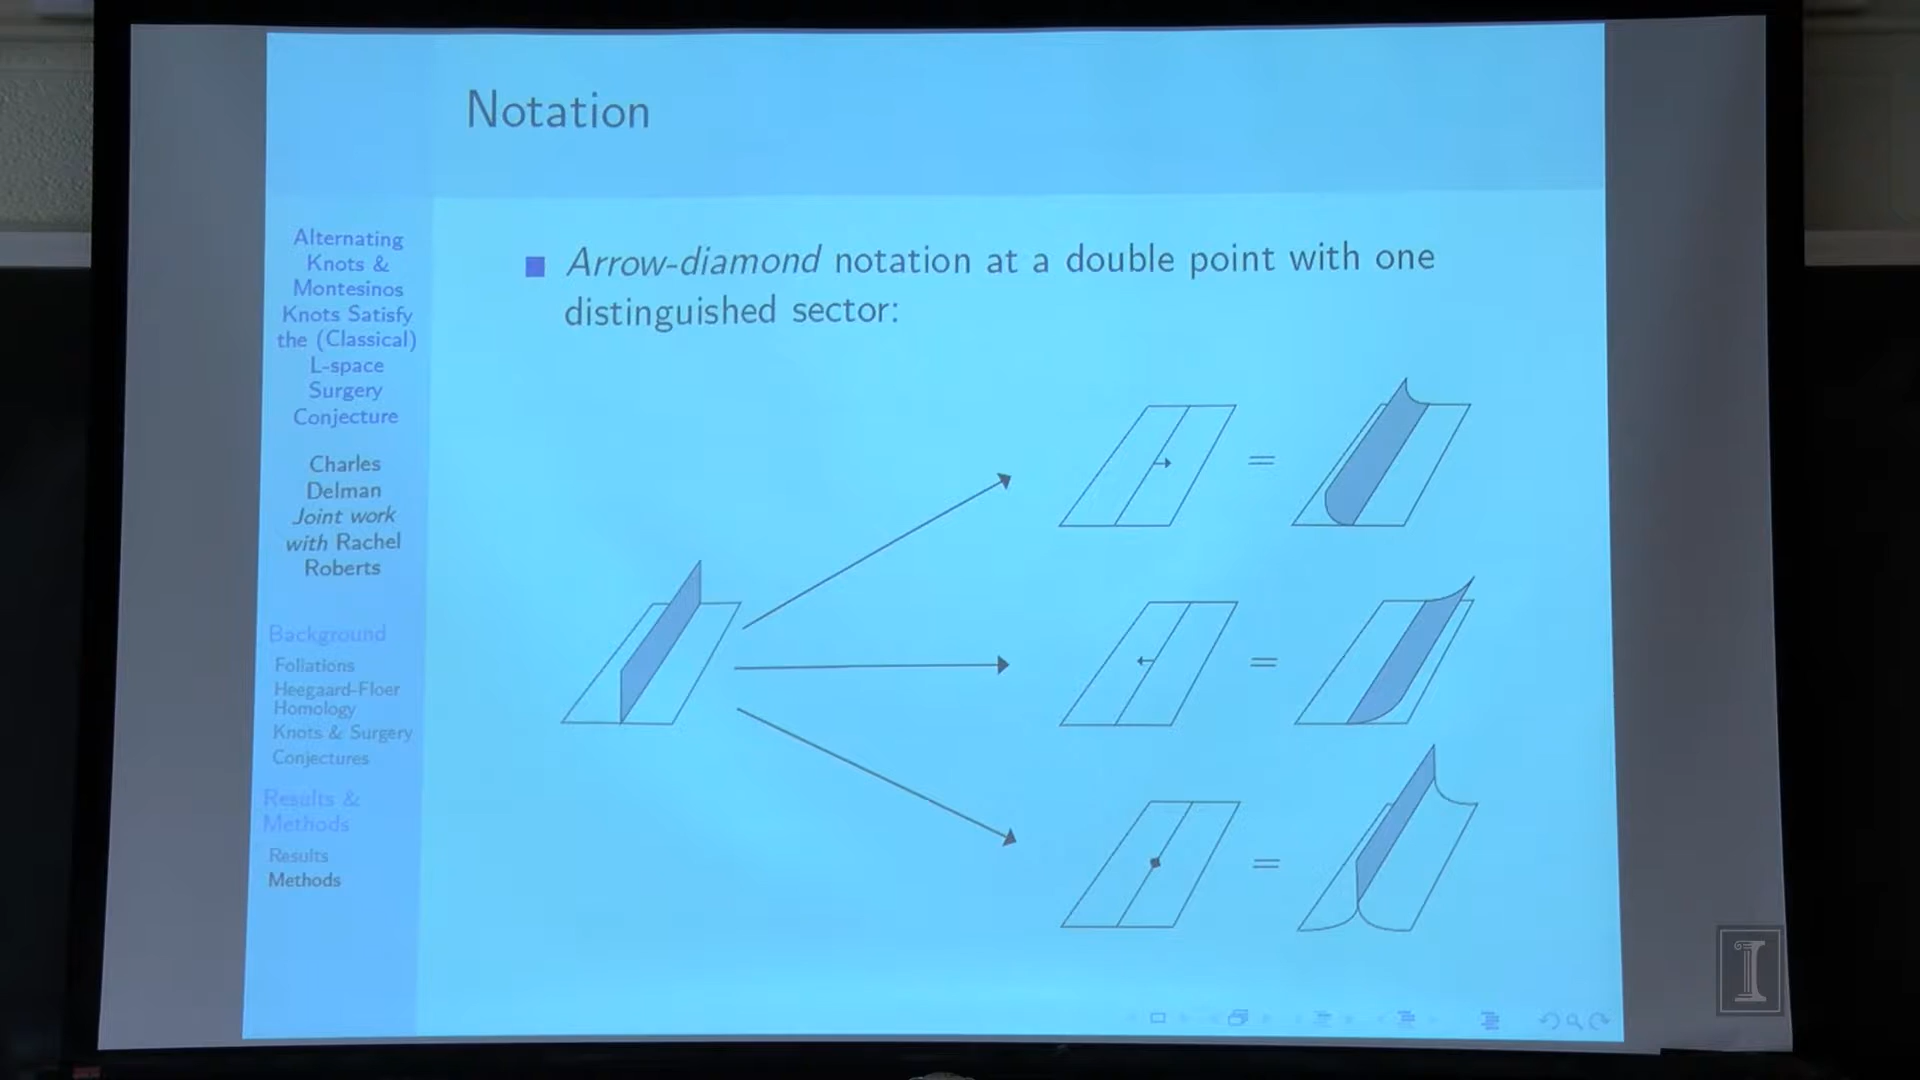 Notation
Alternating
Knots &
Montesinos
Knots Satisfy
the (Classical)
L-space
Surgery
Conjecture
Charles
Delman
Joint work
with Rachel
Roberts
Background
Foliations
Heegaard-Floer
Homology
Knots & Surgery
Conjectures
Results &
Methods
Results
Methods
Arrow-diamond notation at a double point with one
distinguished sector:
=
=
=
I